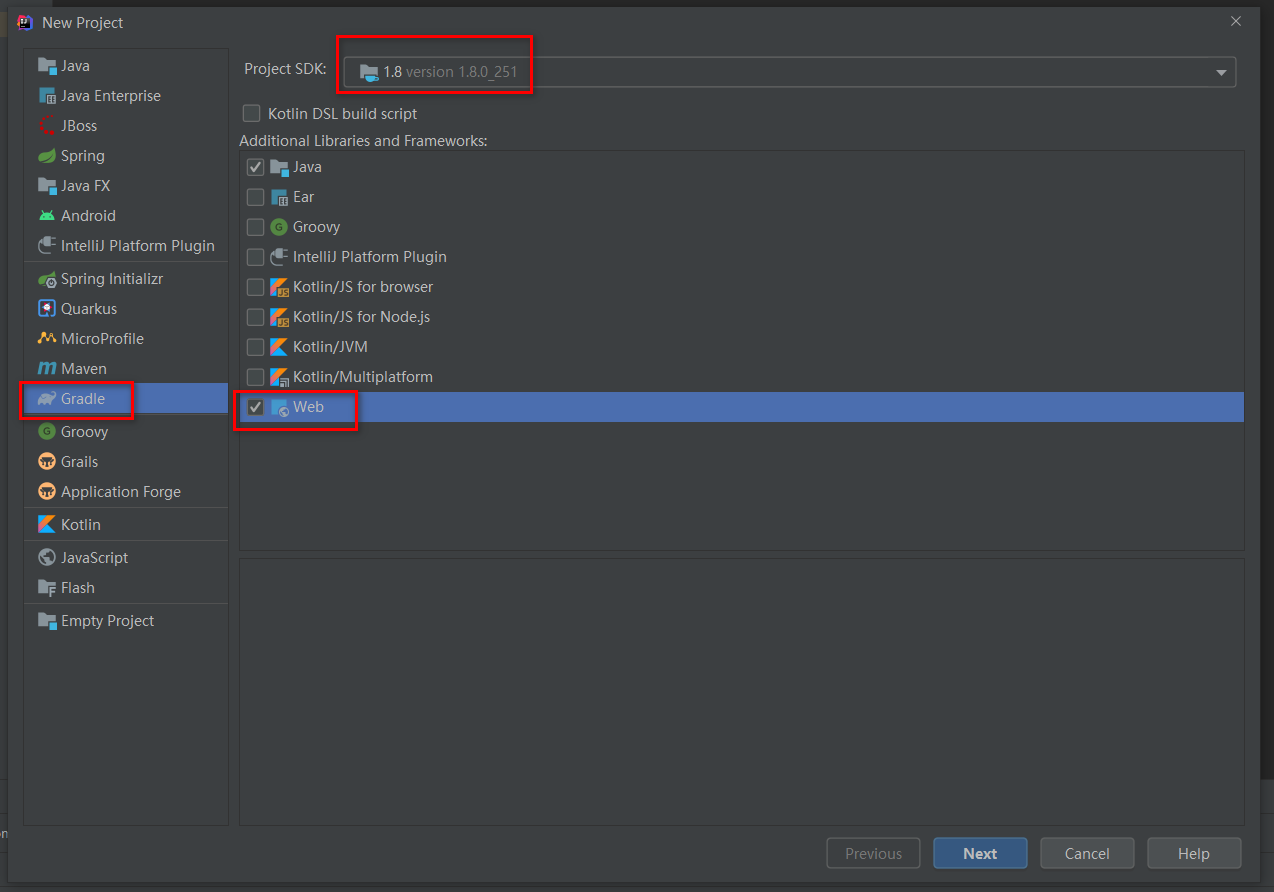 New Project
Java
Java Enterprise
JBoss
Spring
Java FX
Android
IntelliJ Platform Plugin
Spring Initializr
Quarkus
MicroProfile
Maven
Gradle
Groovy
Grails
Application Forge
Kotlin
JavaScript
Flash
Empty Project
Project SDK: 1.8 version 1.8.0_251
Kotlin DSL build script
Additional Libraries and Frameworks:
Java
Ear
Groovy
IntelliJ Platform Plugin
Kotlin/JS for browser
Kotlin/JS for Node.js
Kotlin/JVM
Kotlin/Multiplatform
Web
Previous Next Cancel Help